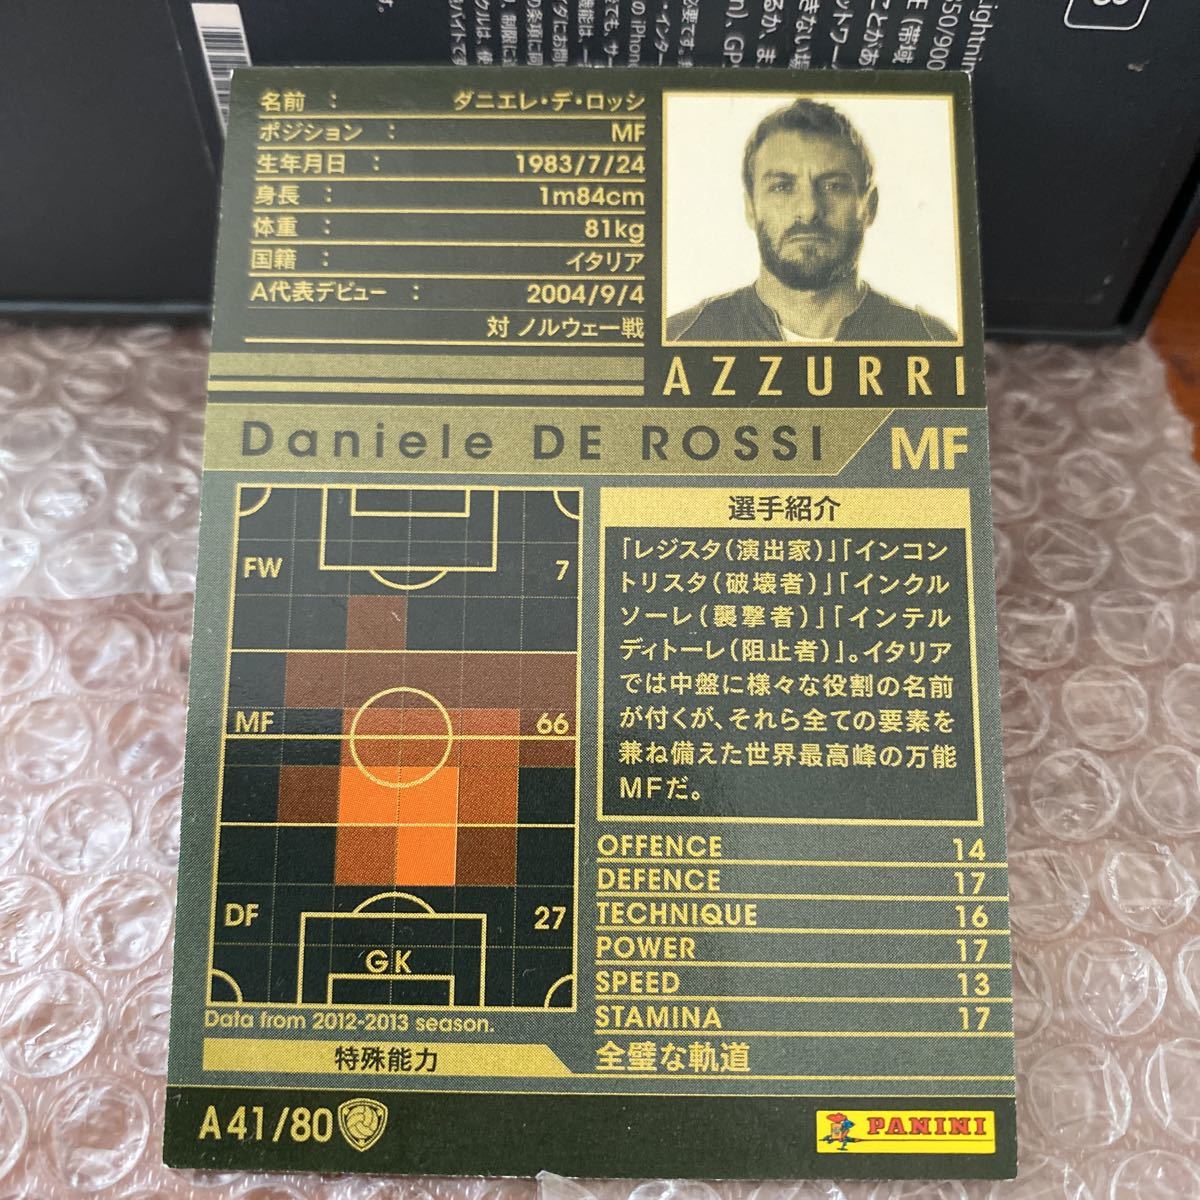 名前 : ダニエレ・デ・ロッシ
ポジション : MF
生年月日 : 1983/7/24
身長 : 1m84cm
体重 : 81kg
国籍 : イタリア
A代表デビュー : 2004/9/4
対 ノルウェー戦
AZZURRI
Daniele DE ROSSI MF
FW 7
MF 66
DF 27
GK
Data from 2012-2013 season.
選手紹介
「レジスタ(演出家)」「インコン
トリスタ(破壊者)」「インクル
ソーレ(襲撃者)」「インテル
ディトーレ(阻止者)」。イタリア
では中盤に様々な役割の名前
が付くが、それら全ての要素を
兼ね備えた世界最高峰の万能
MFだ。
OFFENCE 14
DEFENCE 17
TECHNIQUE 16
POWER 17
SPEED 13
STAMINA 17
特殊能力 全璧な軌道
A41/80
PANINI